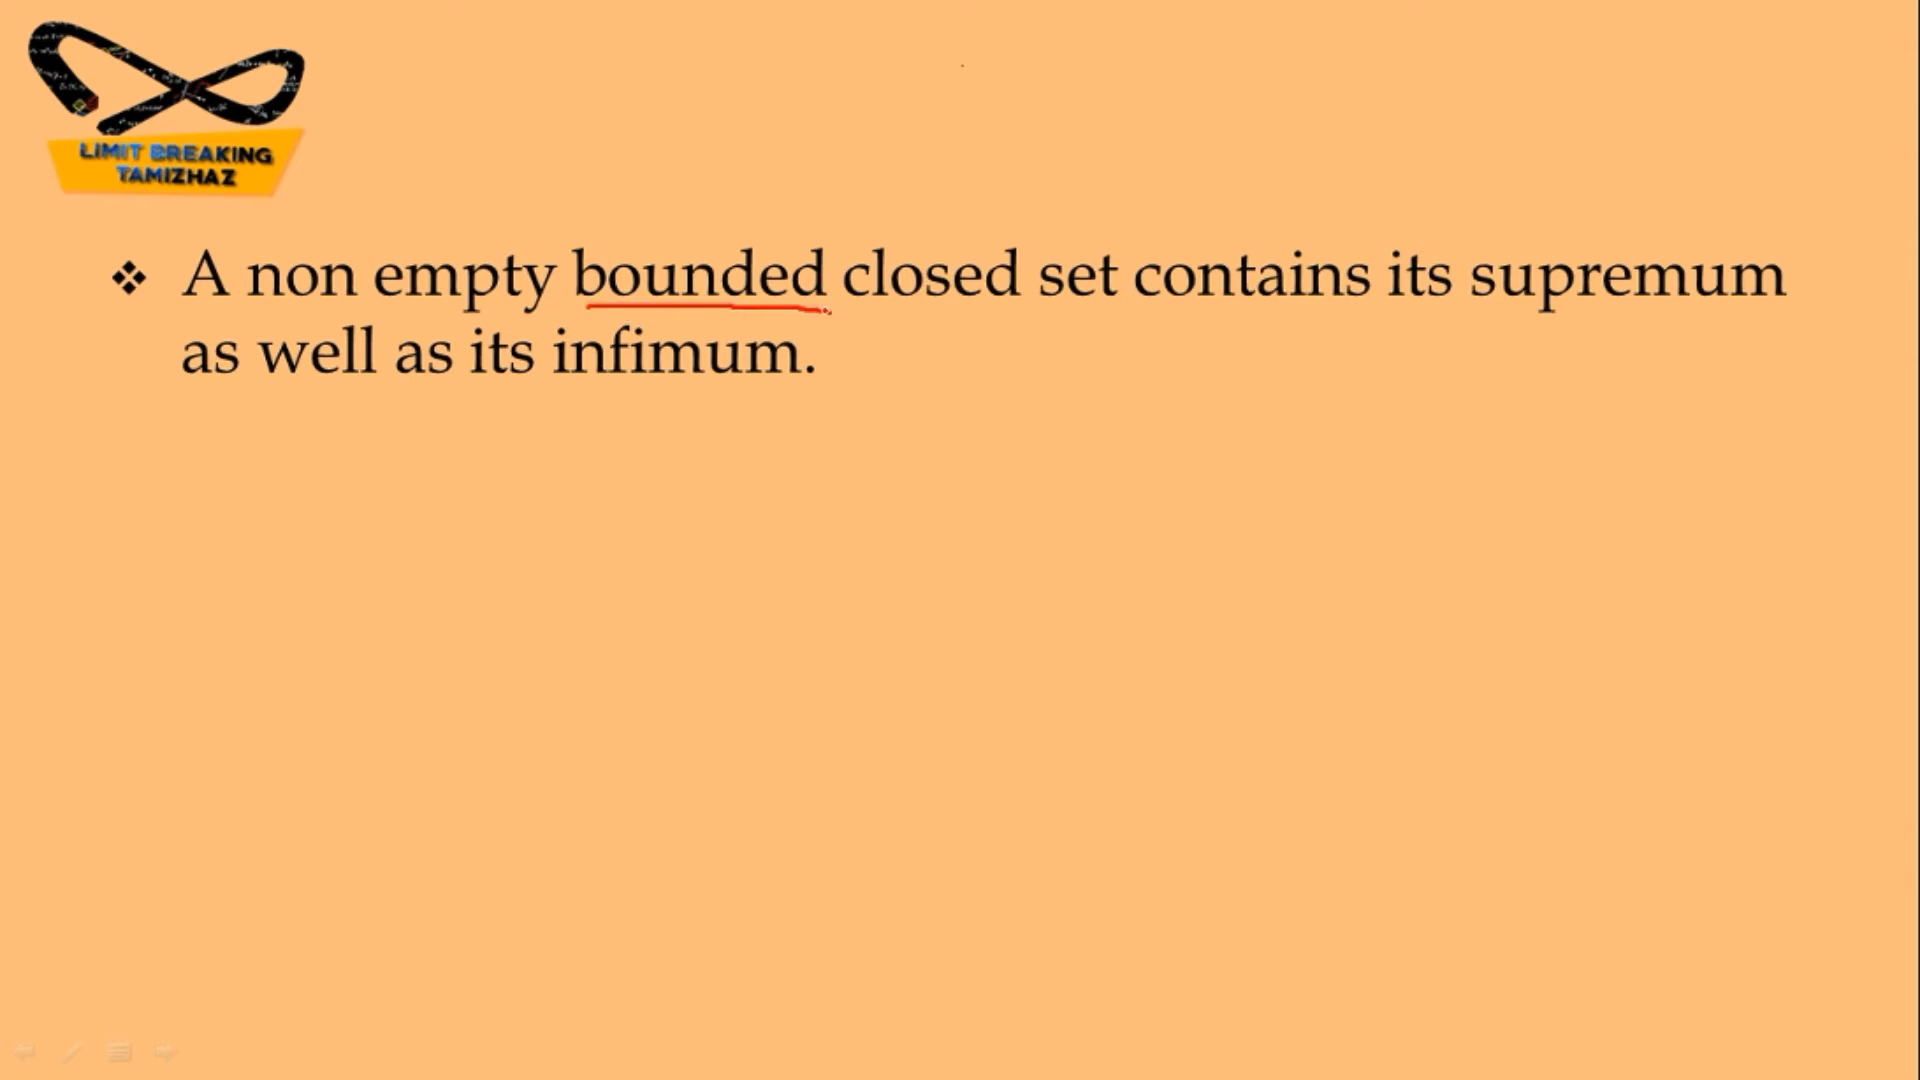 LIMIT BREAKING
TAMIZHAZ
❖ A non empty bounded closed set contains its supremum
as well as its infimum.